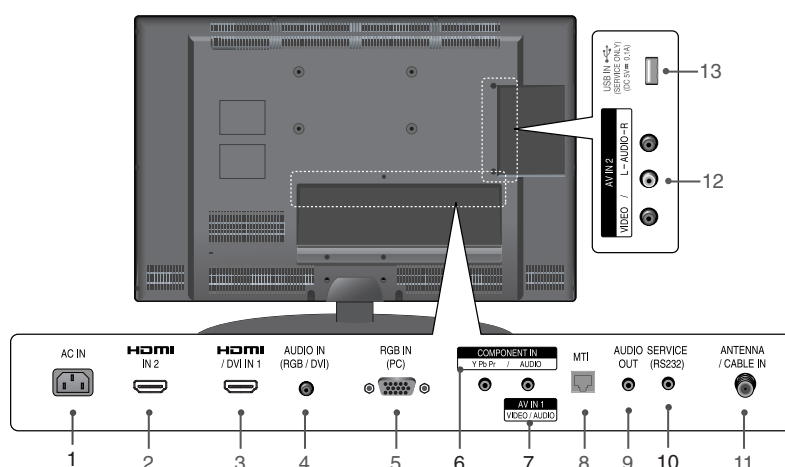 USB IN
(SERVICE ONLY)
(DC 5V⎓ 0.1A)
13
AV IN 2
VIDEO / L-AUDIO-R
12
AC IN
HDMI
IN 2
HDMI
/ DVI IN 1
AUDIO IN
(RGB / DVI)
RGB IN
(PC)
COMPONENT IN
Y Pb Pr / AUDIO
AV IN 1
VIDEO / AUDIO
MTI
AUDIO
OUT
SERVICE
(RS232)
ANTENNA
/ CABLE IN
1 2 3 4 5 6 7 8 9 10 11